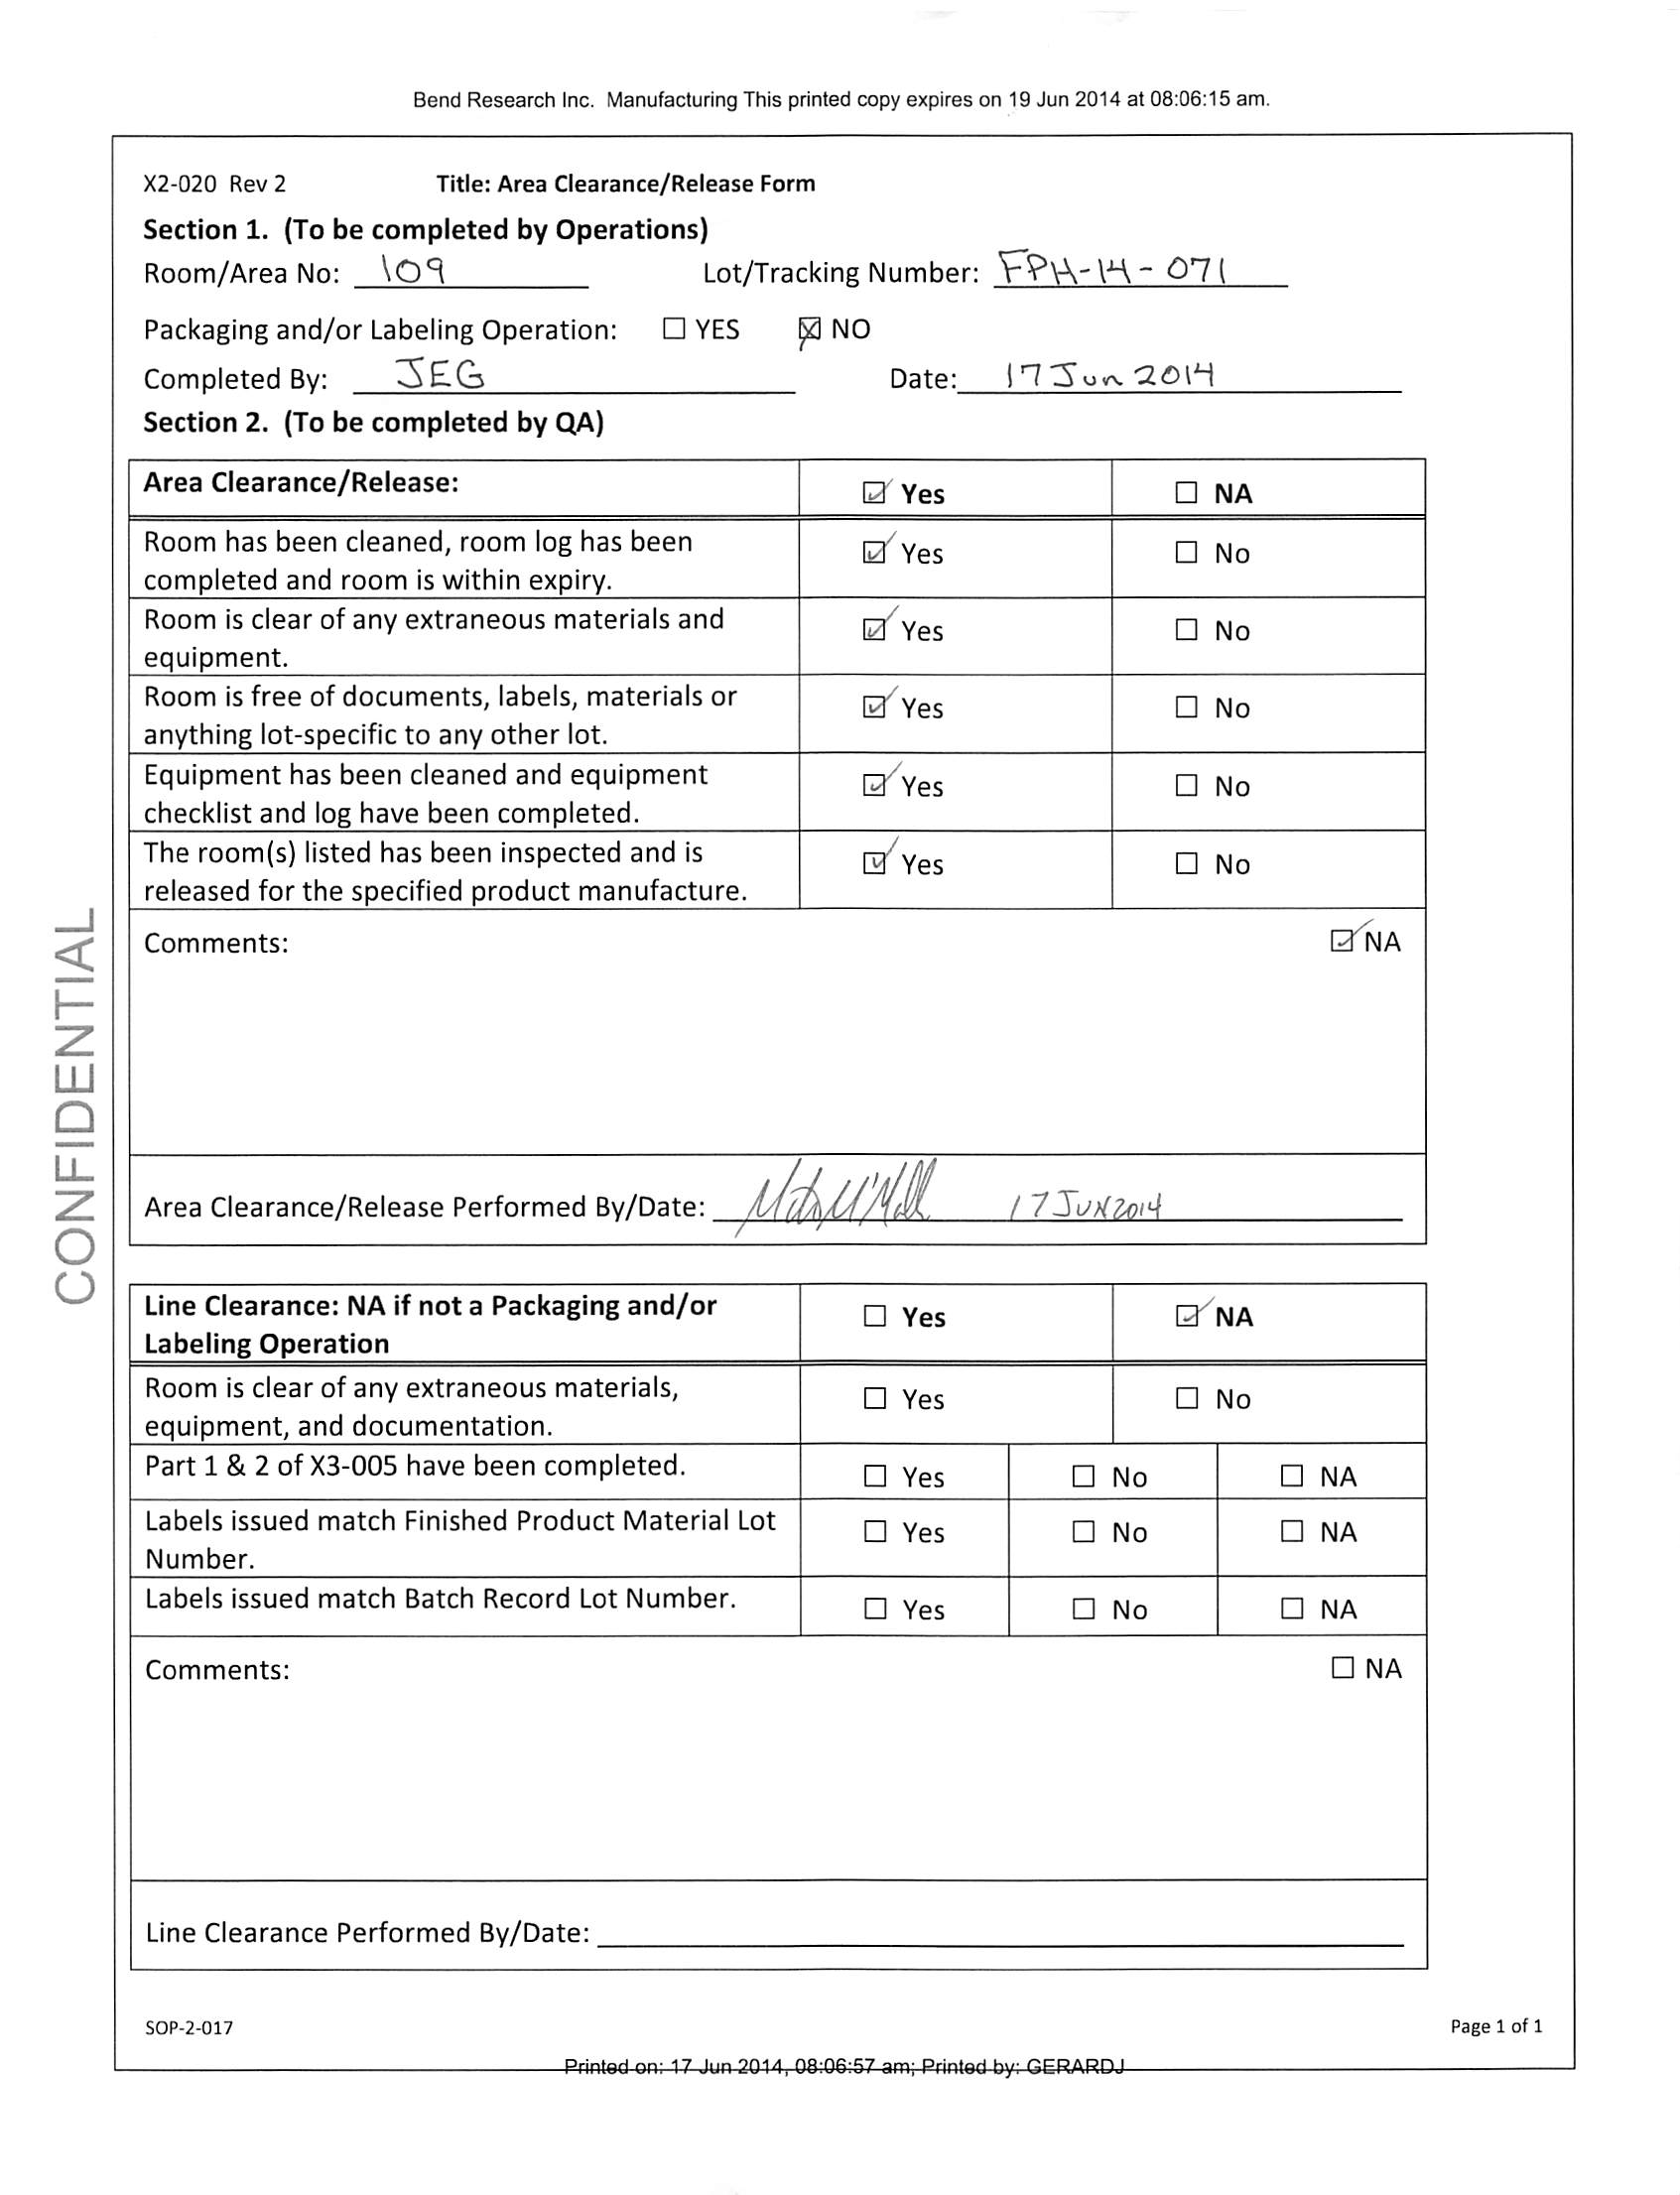 Bend Research Inc. Manufacturing This printed copy expires on 19 Jun 2014 at 08:06:15 am.
X2-020 Rev 2 Title: Area Clearance/Release Form
Section 1. (To be completed by Operations)
Room/Area No: 109 Lot/Tracking Number: FPH-14-071
Packaging and/or Labeling Operation: ☐ YES ☒ NO
Completed By: JEG Date: 17 Jun 2014
Section 2. (To be completed by QA)
Area Clearance/Release: ☑ Yes ☐ NA
Room has been cleaned, room log has been
completed and room is within expiry. ☑ Yes ☐ No
Room is clear of any extraneous materials and
equipment. ☑ Yes ☐ No
Room is free of documents, labels, materials or
anything lot-specific to any other lot. ☑ Yes ☐ No
Equipment has been cleaned and equipment
checklist and log have been completed. ☑ Yes ☐ No
The room(s) listed has been inspected and is
released for the specified product manufacture. ☑ Yes ☐ No
Comments: ☑ NA
Area Clearance/Release Performed By/Date: 17 JUN 2014
Line Clearance: NA if not a Packaging and/or
Labeling Operation ☐ Yes ☑ NA
Room is clear of any extraneous materials,
equipment, and documentation. ☐ Yes ☐ No
Part 1 & 2 of X3-005 have been completed. ☐ Yes ☐ No ☐ NA
Labels issued match Finished Product Material Lot
Number. ☐ Yes ☐ No ☐ NA
Labels issued match Batch Record Lot Number. ☐ Yes ☐ No ☐ NA
Comments: ☐ NA
Line Clearance Performed By/Date:
SOP-2-017 Page 1 of 1
Printed on: 17 Jun 2014, 08:06:57 am; Printed by: GERARDJ
CONFIDENTIAL